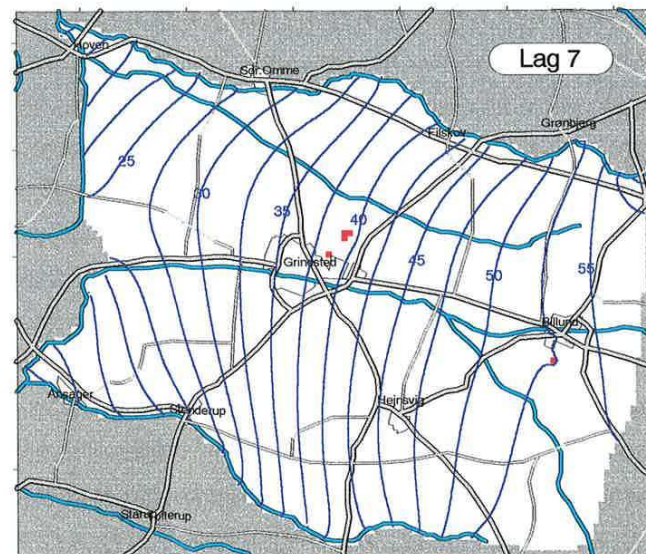 Hoven
Sdr.Omme
Lag 7
Grønbjerg
Filskov
25
30
35
40
Grindsted
45
50
55
Billund
Ansager
Stenderup
Hejnsvig